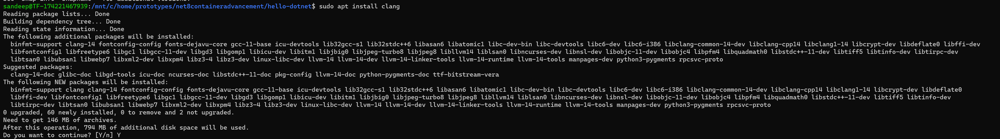 sandeep@TF-174221467939:/mnt/c/home/prototypes/net8containeradvancement/hello-dotnet$ sudo apt install clang
Reading package lists... Done
Building dependency tree... Done
Reading state information... Done
The following additional packages will be installed:
  binfmt-support clang-14 fontconfig-config fonts-dejavu-core gcc-11-base icu-devtools lib32gcc-s1 lib32stdc++6 libasan6 libatomic1 libc-dev-bin libc-devtools libc6-dev libc6-i386 libclang-common-14-dev libclang-cpp14 libclang1-14 libcrypt-dev libdeflate0 libffi-dev
  libfontconfig1 libfreetype6 libgc1 libgcc-11-dev libgd3 libgomp1 libicu-dev libitm1 libjbig0 libjpeg-turbo8 libjpeg8 libllvm14 liblsan0 libncurses-dev libnsl-dev libobjc-11-dev libobjc4 libpfm4 libquadmath0 libstdc++-11-dev libtiff5 libtinfo-dev libtirpc-dev
  libtsan0 libubsan1 libwebp7 libxml2-dev libxpm4 libz3-4 libz3-dev linux-libc-dev llvm-14 llvm-14-dev llvm-14-linker-tools llvm-14-runtime llvm-14-tools manpages-dev python3-pygments rpcsvc-proto
Suggested packages:
  clang-14-doc glibc-doc libgd-tools icu-doc ncurses-doc libstdc++-11-doc pkg-config llvm-14-doc python-pygments-doc ttf-bitstream-vera
The following NEW packages will be installed:
  binfmt-support clang clang-14 fontconfig-config fonts-dejavu-core gcc-11-base icu-devtools lib32gcc-s1 lib32stdc++6 libasan6 libatomic1 libc-dev-bin libc-devtools libc6-dev libc6-i386 libclang-common-14-dev libclang-cpp14 libclang1-14 libcrypt-dev libdeflate0
  libffi-dev libfontconfig1 libfreetype6 libgc1 libgcc-11-dev libgd3 libgomp1 libicu-dev libitm1 libjbig0 libjpeg-turbo8 libjpeg8 libllvm14 liblsan0 libncurses-dev libnsl-dev libobjc-11-dev libobjc4 libpfm4 libquadmath0 libstdc++-11-dev libtiff5 libtinfo-dev
  libtirpc-dev libtsan0 libubsan1 libwebp7 libxml2-dev libxpm4 libz3-4 libz3-dev linux-libc-dev llvm-14 llvm-14-dev llvm-14-linker-tools llvm-14-runtime llvm-14-tools manpages-dev python3-pygments rpcsvc-proto
0 upgraded, 60 newly installed, 0 to remove and 2 not upgraded.
Need to get 146 MB of archives.
After this operation, 794 MB of additional disk space will be used.
Do you want to continue? [Y/n] Y